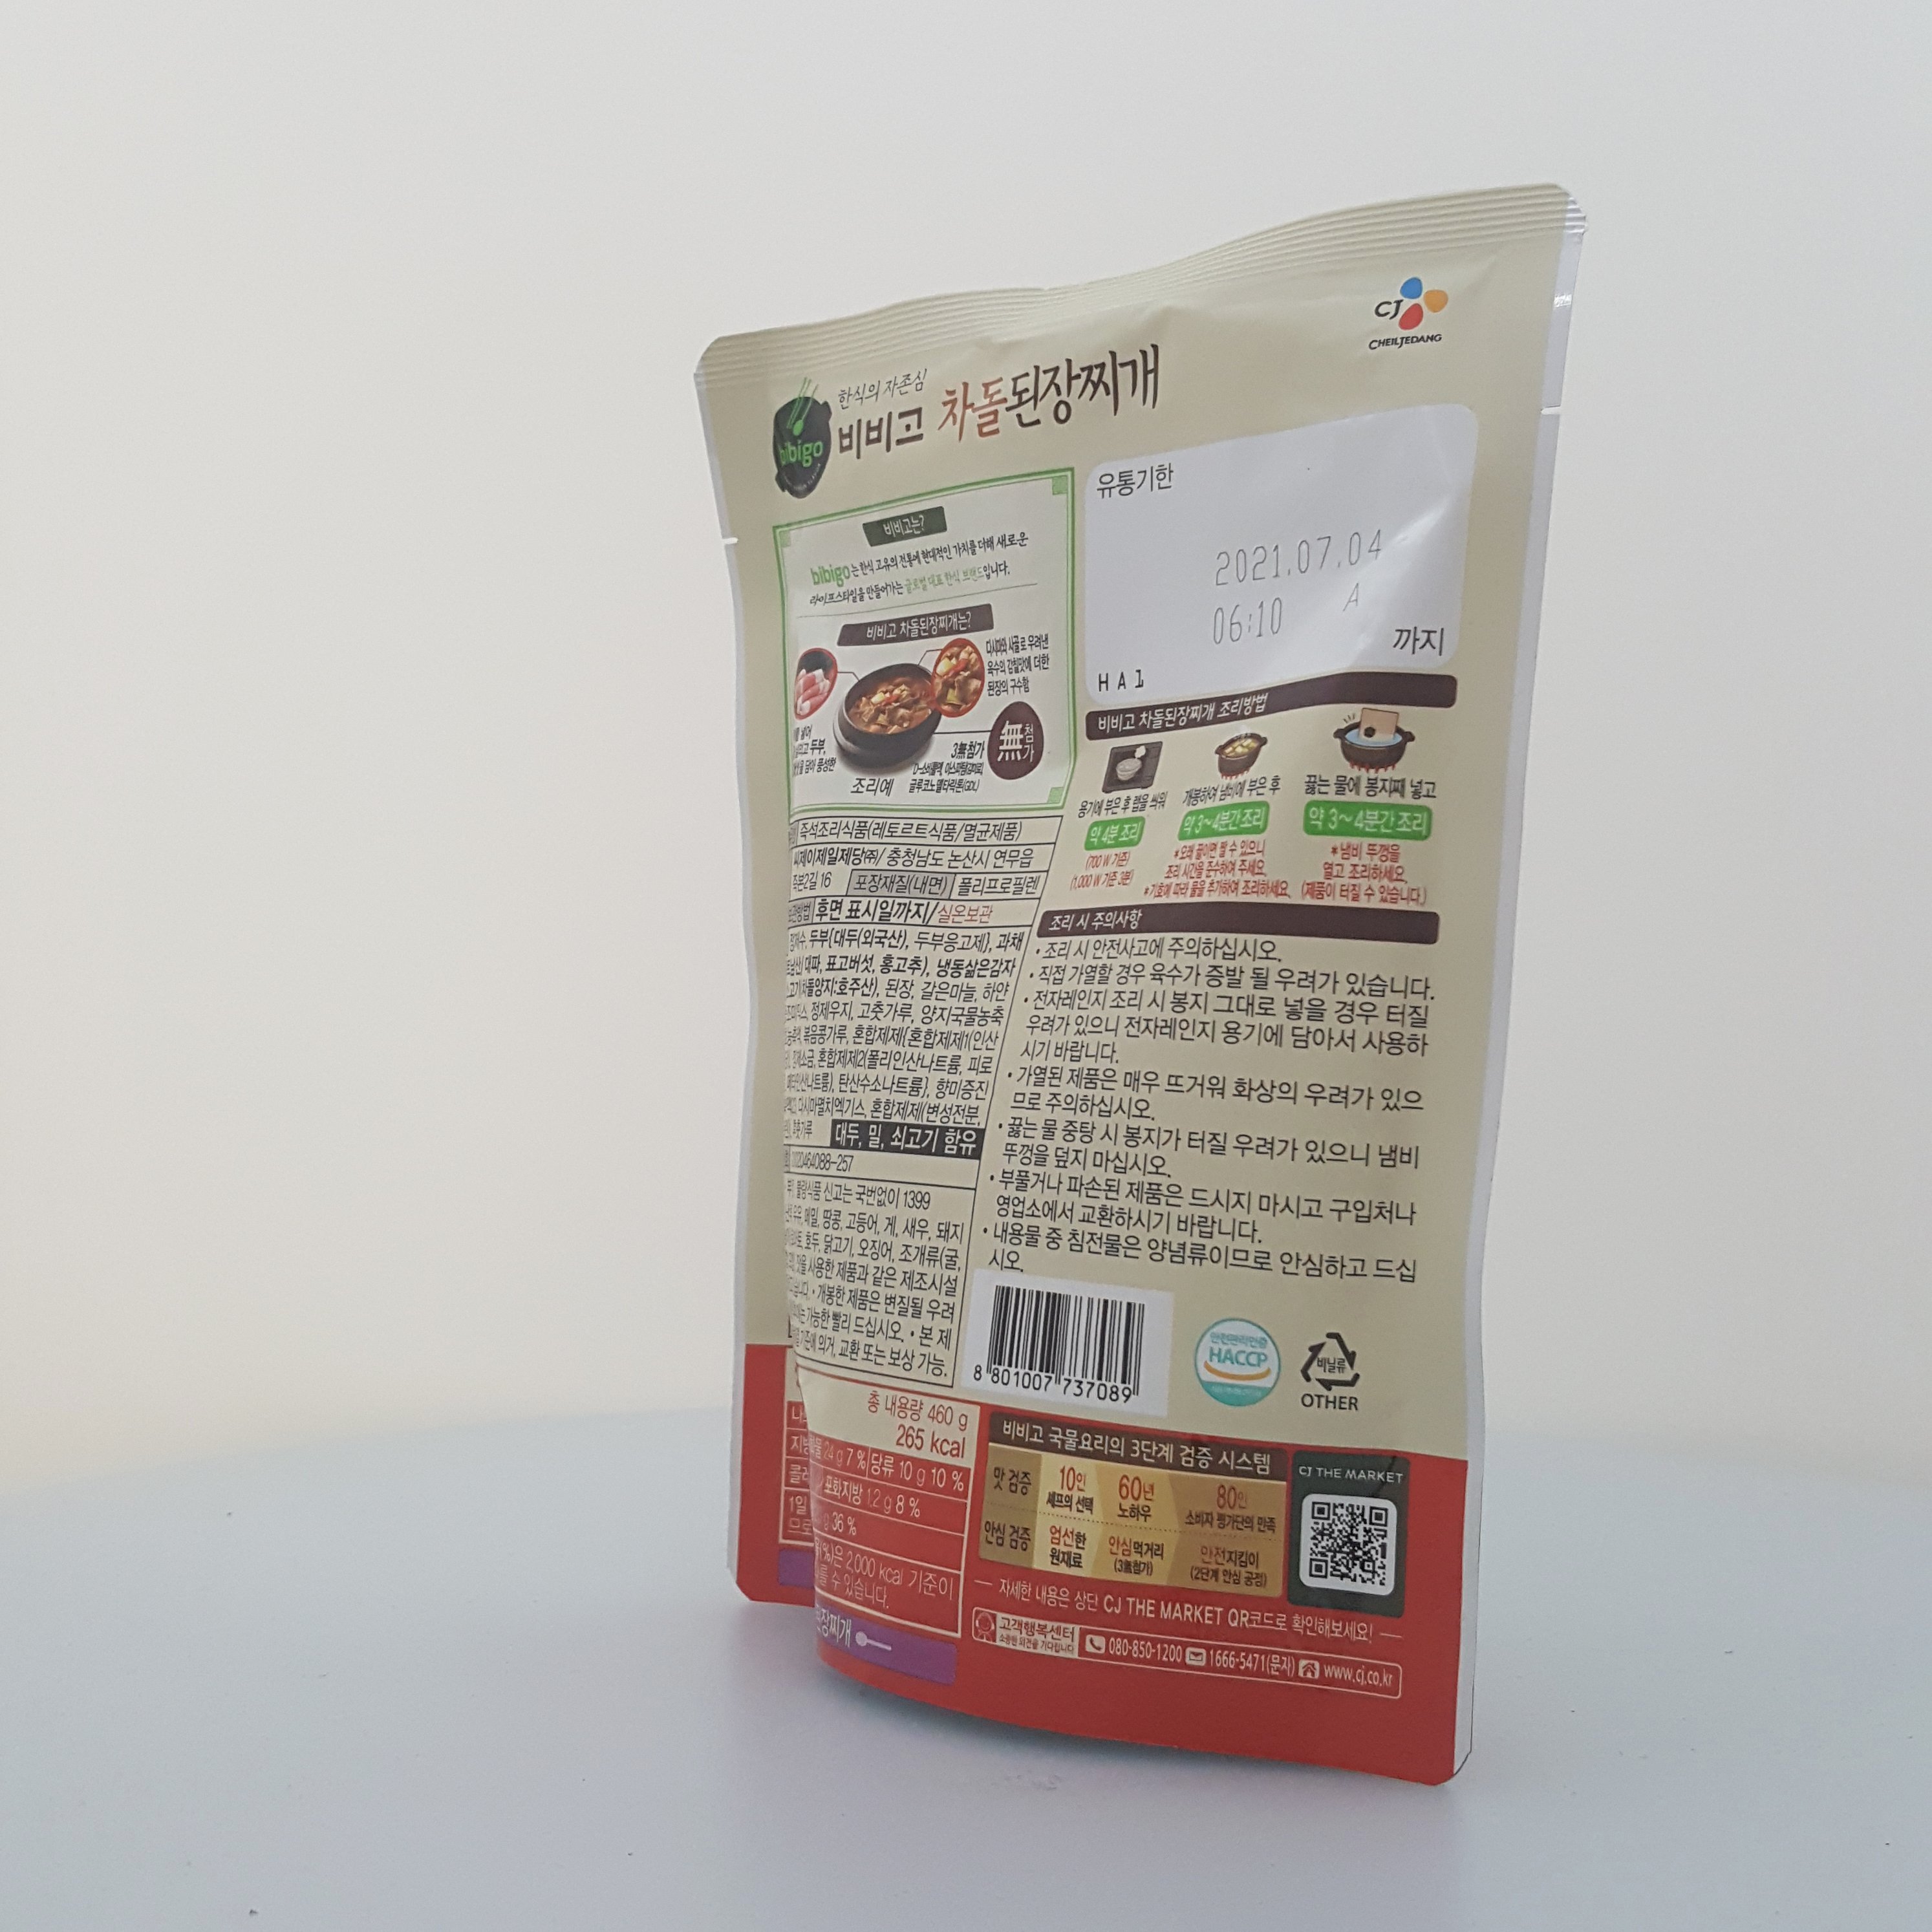 CJ
CHEILJEDANG
bibigo
한식의 자존심
비비고 차돌된장찌개
비비고는?
bibigo는 한식 고유의 전통에 현대적인 가치를 더해 새로운
라이프스타일을 만들어가는 글로벌 대표 한식 브랜드입니다.
비비고 차돌된장찌개는?
다시마와 사골로 우려낸
육수의 감칠맛에 더한
된장의 구수함
두부,
담아 풍성한
조리예
3無첨가
글루코노델타락톤(GDL)
無첨가
유통기한
2021.07.04
06:10 A
까지
HA1
비비고 차돌된장찌개 조리방법
용기에 부은 후 랩을 씌워
약 4분 조리
(700 W 기준)
(1,000 W 기준 3분)
개봉하여 냄비에 부은 후
약 3~4분간 조리
*오래 끓이면 짤 수 있으니
조리 시간을 준수하여 주세요.
*기호에 따라 물을 추가하여 조리하세요.
끓는 물에 봉지째 넣고
약 3~4분간 조리
*냄비 뚜껑을
열고 조리하세요.
(제품이 터질 수 있습니다.)
즉석조리식품(레토르트식품/멸균제품)
씨제이제일제당㈜/충청남도 논산시 연무읍
2길 16 포장재질(내면) 폴리프로필렌
후면 표시일까지/실온보관
정제수, 두부{대두(외국산), 두부응고제}, 과채
대파, 표고버섯, 홍고추), 냉동삶은감자
차돌양지:호주산), 된장, 갈은마늘, 하얀
정제우지, 고춧가루, 양지국물농축
볶음콩가루, 혼합제제{혼합제제1(인산
정제소금, 혼합제제2(폴리인산나트륨, 피로
탄산수소나트륨}, 향미증진
다시마멸치엑기스, 혼합제제(변성전분,
대두, 밀, 쇠고기 함유
불량식품 신고는 국번없이 1399
우유, 메밀, 땅콩, 고등어, 게, 새우, 돼지
호두, 닭고기, 오징어, 조개류(굴,
사용한 제품과 같은 제조시설
• 개봉한 제품은 변질될 우려
가능한 빨리 드십시오. • 본 제
의거, 교환 또는 보상 가능.
조리 시 주의사항
• 조리 시 안전사고에 주의하십시오.
• 직접 가열할 경우 육수가 증발 될 우려가 있습니다.
• 전자레인지 조리 시 봉지 그대로 넣을 경우 터질
우려가 있으니 전자레인지 용기에 담아서 사용하
시기 바랍니다.
• 가열된 제품은 매우 뜨거워 화상의 우려가 있으
므로 주의하십시오.
• 끓는 물 중탕 시 봉지가 터질 우려가 있으니 냄비
뚜껑을 덮지 마십시오.
• 부풀거나 파손된 제품은 드시지 마시고 구입처나
영업소에서 교환하시기 바랍니다.
• 내용물 중 침전물은 양념류이므로 안심하고 드십
시오.
8 801007 737089
안전관리인증
HACCP
비닐류
OTHER
총 내용량 460 g
265 kcal
24 g 7 % 당류 10 g 10 %
포화지방 1.2 g 8 %
36 %
(%)은 2,000 kcal 기준이
수 있습니다.
장찌개
비비고 국물요리의 3단계 검증 시스템
맛 검증
10인
셰프의 선택
60년
노하우
80인
소비자 평가단의 만족
안심 검증
엄선한
원재료
안심먹거리
(3無첨가)
안전지킴이
(2단계 안심 공정)
CJ THE MARKET
자세한 내용은 상단 CJ THE MARKET QR코드로 확인해보세요!
고객행복센터
소중한 의견을 기다립니다
080-850-1200 1666-5471(문자) www.cj.co.kr